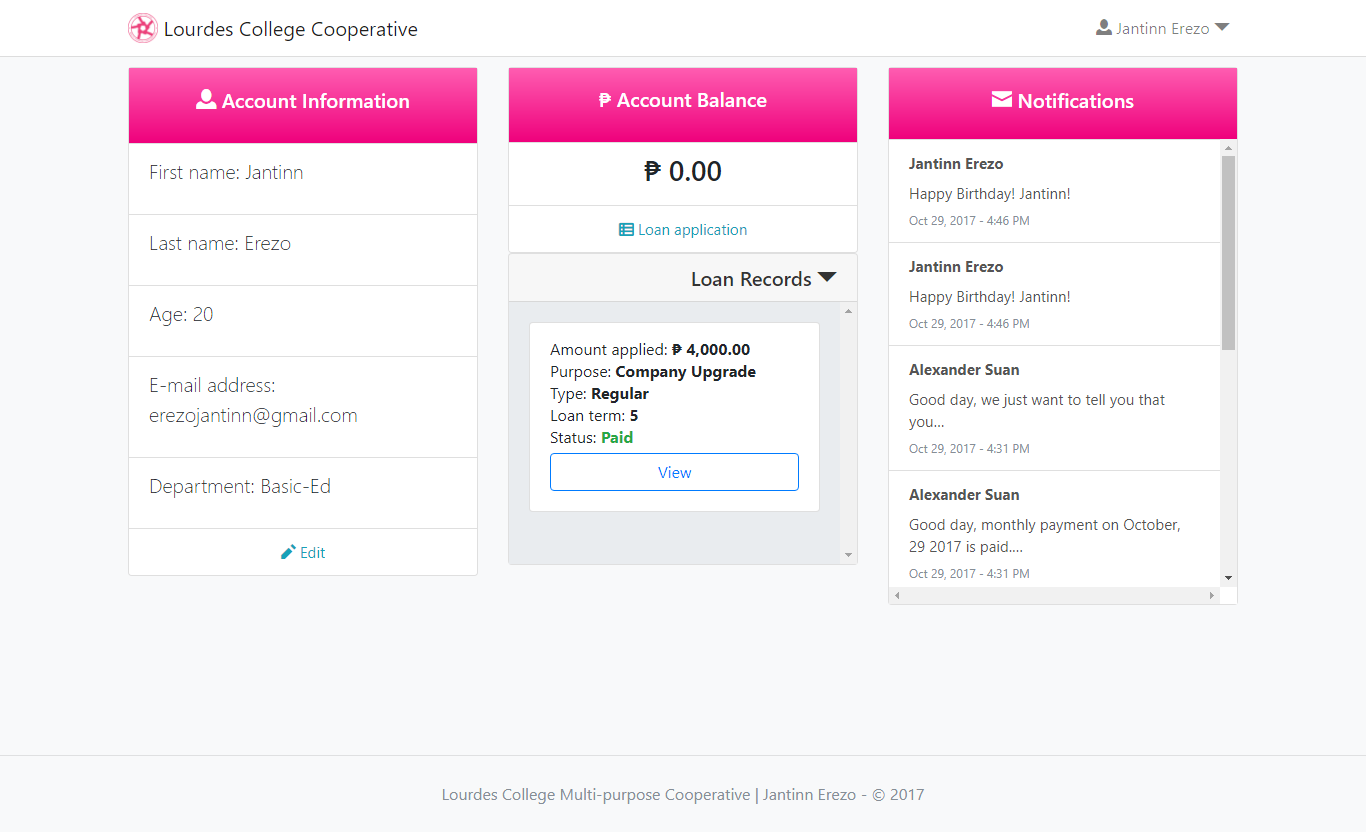 Lourdes College Cooperative
Jantinn Erezo
Account Information
First name: Jantinn
Last name: Erezo
Age: 20
E-mail address:
erezojantinn@gmail.com
Department: Basic-Ed
Edit
₱ Account Balance
₱ 0.00
Loan application
Loan Records
Amount applied: ₱ 4,000.00
Purpose: Company Upgrade
Type: Regular
Loan term: 5
Status: Paid
View
Notifications
Jantinn Erezo
Happy Birthday! Jantinn!
Oct 29, 2017 - 4:46 PM
Jantinn Erezo
Happy Birthday! Jantinn!
Oct 29, 2017 - 4:46 PM
Alexander Suan
Good day, we just want to tell you that
you...
Oct 29, 2017 - 4:31 PM
Alexander Suan
Good day, monthly payment on October,
29 2017 is paid....
Oct 29, 2017 - 4:31 PM
Lourdes College Multi-purpose Cooperative | Jantinn Erezo - © 2017